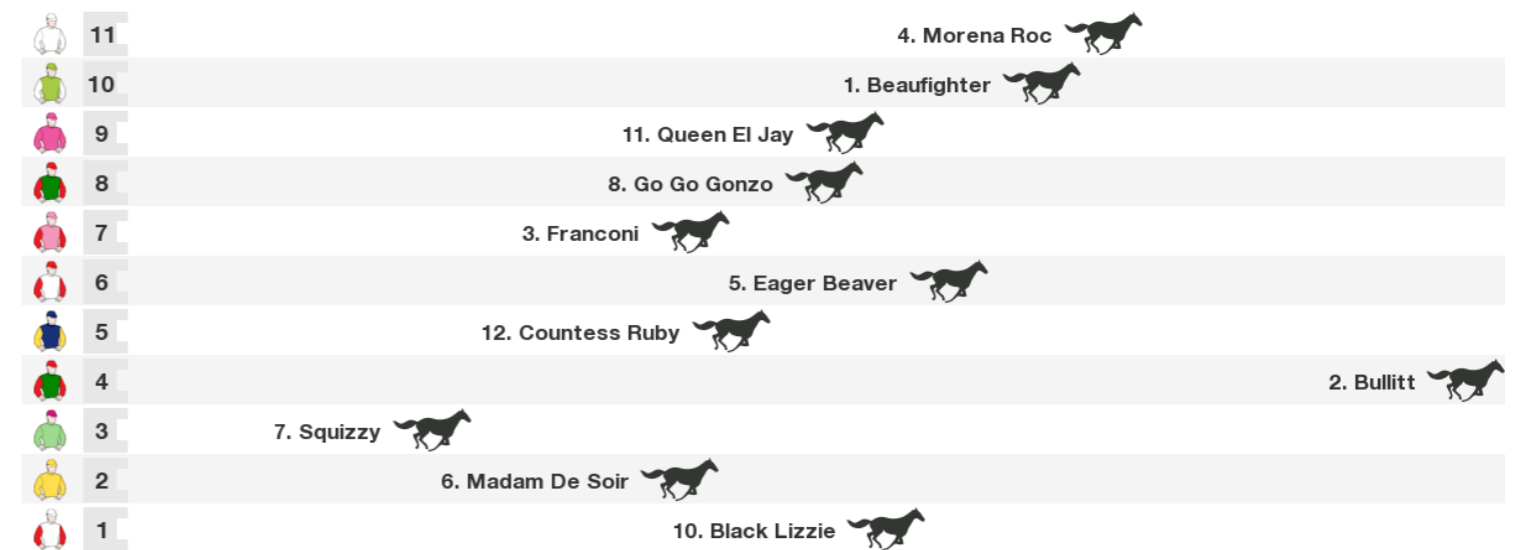 11 4. Morena Roc
10 1. Beaufighter
9 11. Queen El Jay
8 8. Go Go Gonzo
7 3. Franconi
6 5. Eager Beaver
5 12. Countess Ruby
4 2. Bullitt
3 7. Squizzy
2 6. Madam De Soir
1 10. Black Lizzie